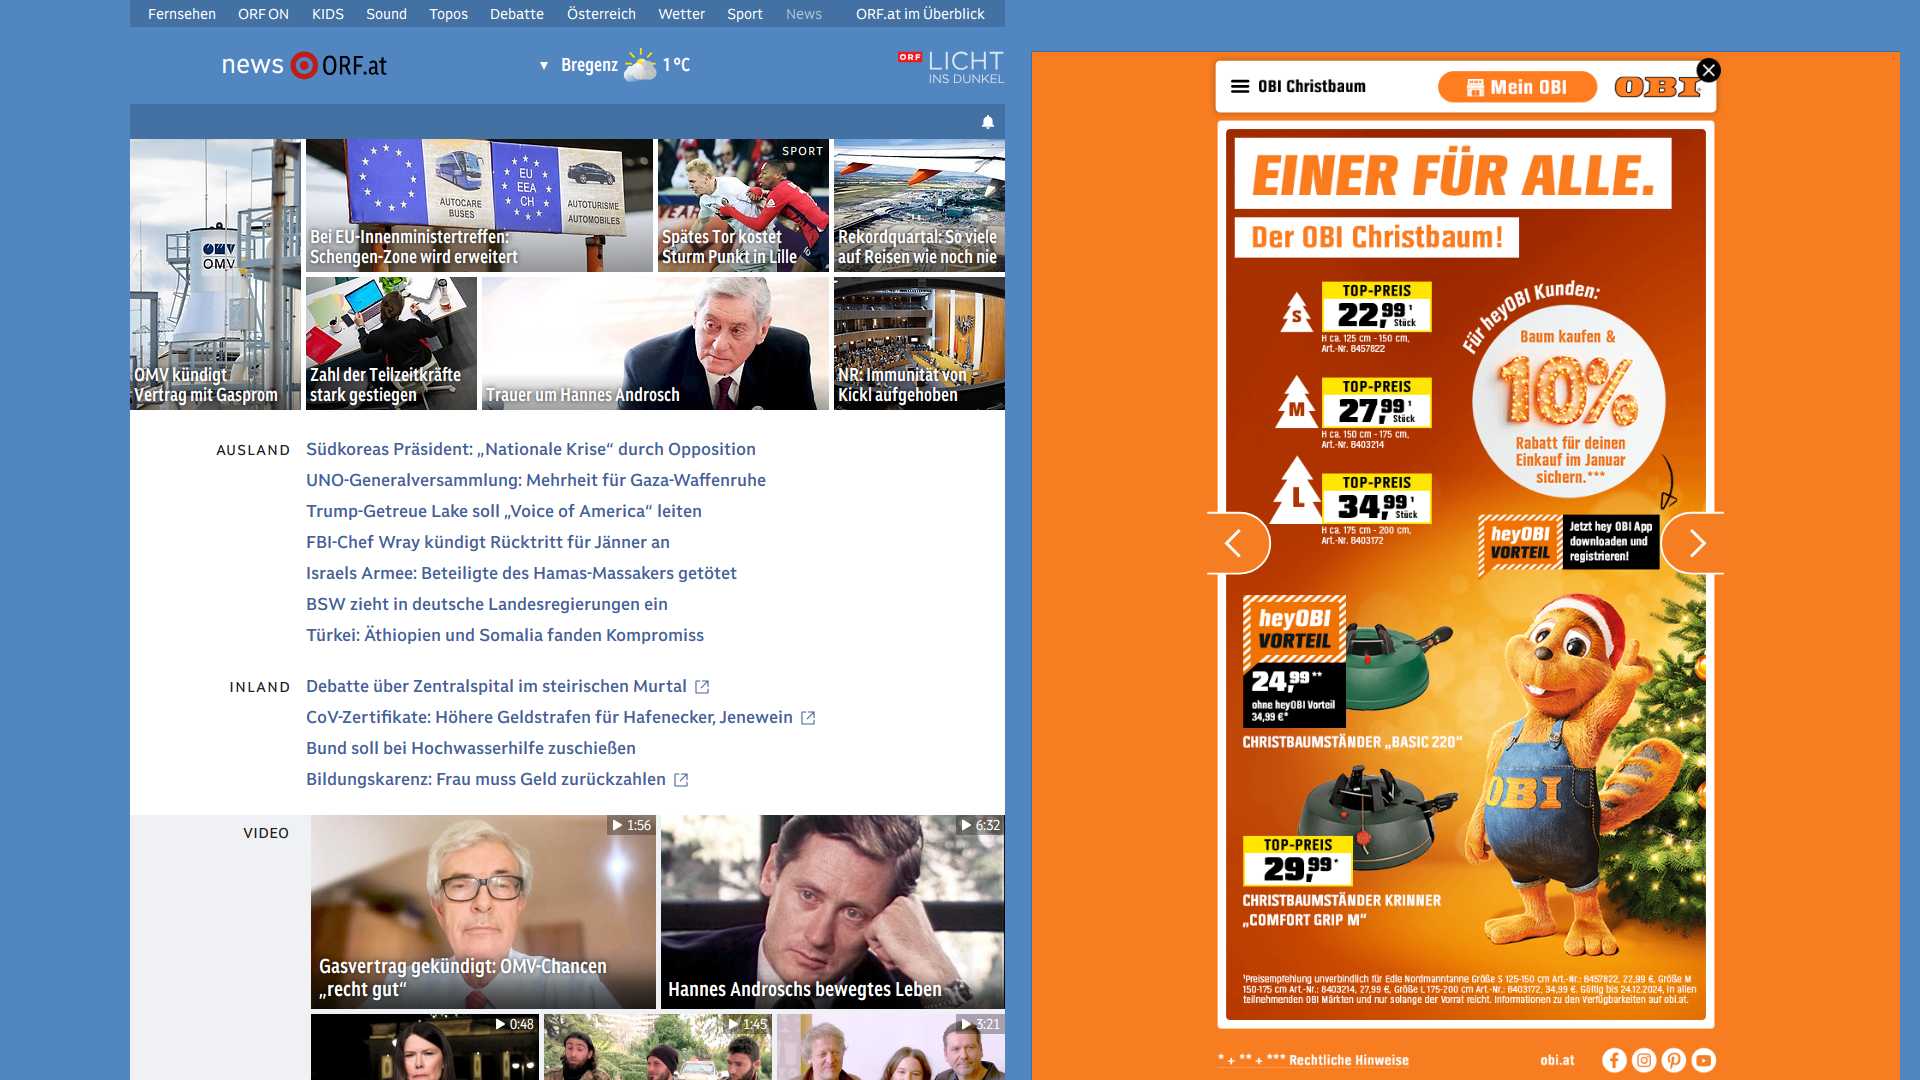 Fernsehen ORF ON KIDS Sound Topos Debatte Österreich Wetter Sport News ORF.at im Überblick
news ORF.at
Bregenz 1 °C
ORF LICHT
INS DUNKEL
OMV
OMV
OMV kündigt
Vertrag mit Gasprom
AUTOCARE
BUSES
EU
EEA
CH
AUTOTURISME
AUTOMOBILES
Bei EU-Innenministertreffen:
Schengen-Zone wird erweitert
SPORT
Spätes Tor kostet
Sturm Punkt in Lille
Rekordquartal: So viele
auf Reisen wie noch nie
Zahl der Teilzeitkräfte
stark gestiegen
Trauer um Hannes Androsch
NR: Immunität von
Kickl aufgehoben
AUSLAND
Südkoreas Präsident: „Nationale Krise“ durch Opposition
UNO-Generalversammlung: Mehrheit für Gaza-Waffenruhe
Trump-Getreue Lake soll „Voice of America“ leiten
FBI-Chef Wray kündigt Rücktritt für Jänner an
Israels Armee: Beteiligte des Hamas-Massakers getötet
BSW zieht in deutsche Landesregierungen ein
Türkei: Äthiopien und Somalia fanden Kompromiss
INLAND
Debatte über Zentralspital im steirischen Murtal
CoV-Zertifikate: Höhere Geldstrafen für Hafenecker, Jenewein
Bund soll bei Hochwasserhilfe zuschießen
Bildungskarenz: Frau muss Geld zurückzahlen
VIDEO
1:56
Gasvertrag gekündigt: OMV-Chancen
„recht gut“
6:32
Hannes Androschs bewegtes Leben
0:48
1:45
3:21
OBI Christbaum
Mein OBI
OBI
EINER FÜR ALLE.
Der OBI Christbaum!
S
TOP-PREIS
22,99¹
Stück
H ca. 125 cm - 150 cm,
Art.-Nr. 8457822
M
TOP-PREIS
27,99¹
Stück
H ca. 150 cm - 175 cm,
Art.-Nr. 8403214
L
TOP-PREIS
34,99¹
Stück
H ca. 175 cm - 200 cm,
Art.-Nr. 8403172
Für heyOBI Kunden:
Baum kaufen &
10%
Rabatt für deinen
Einkauf im Januar
sichern.***
heyOBI
VORTEIL
Jetzt hey OBI App
downloaden und
registrieren!
heyOBI
VORTEIL
24,99**
ohne heyOBI Vorteil
34,99 €*
CHRISTBAUMSTÄNDER „BASIC 220“
OBI
TOP-PREIS
29,99*
CHRISTBAUMSTÄNDER KRINNER
„COMFORT GRIP M“
¹Preisempfehlung unverbindlich für Edle Nordmanntanne Größe S 125-150 cm Art.-Nr.: 8457822, 22,99 €, Größe M
150-175 cm Art.-Nr.: 8403214, 27,99 €, Größe L 175-200 cm Art.-Nr.: 8403172, 34,99 €. Gültig bis 24.12.2024, in allen
teilnehmenden OBI Märkten und nur solange der Vorrat reicht. Informationen zu den Verfügbarkeiten auf obi.at.
* + ** + *** Rechtliche Hinweise
obi.at